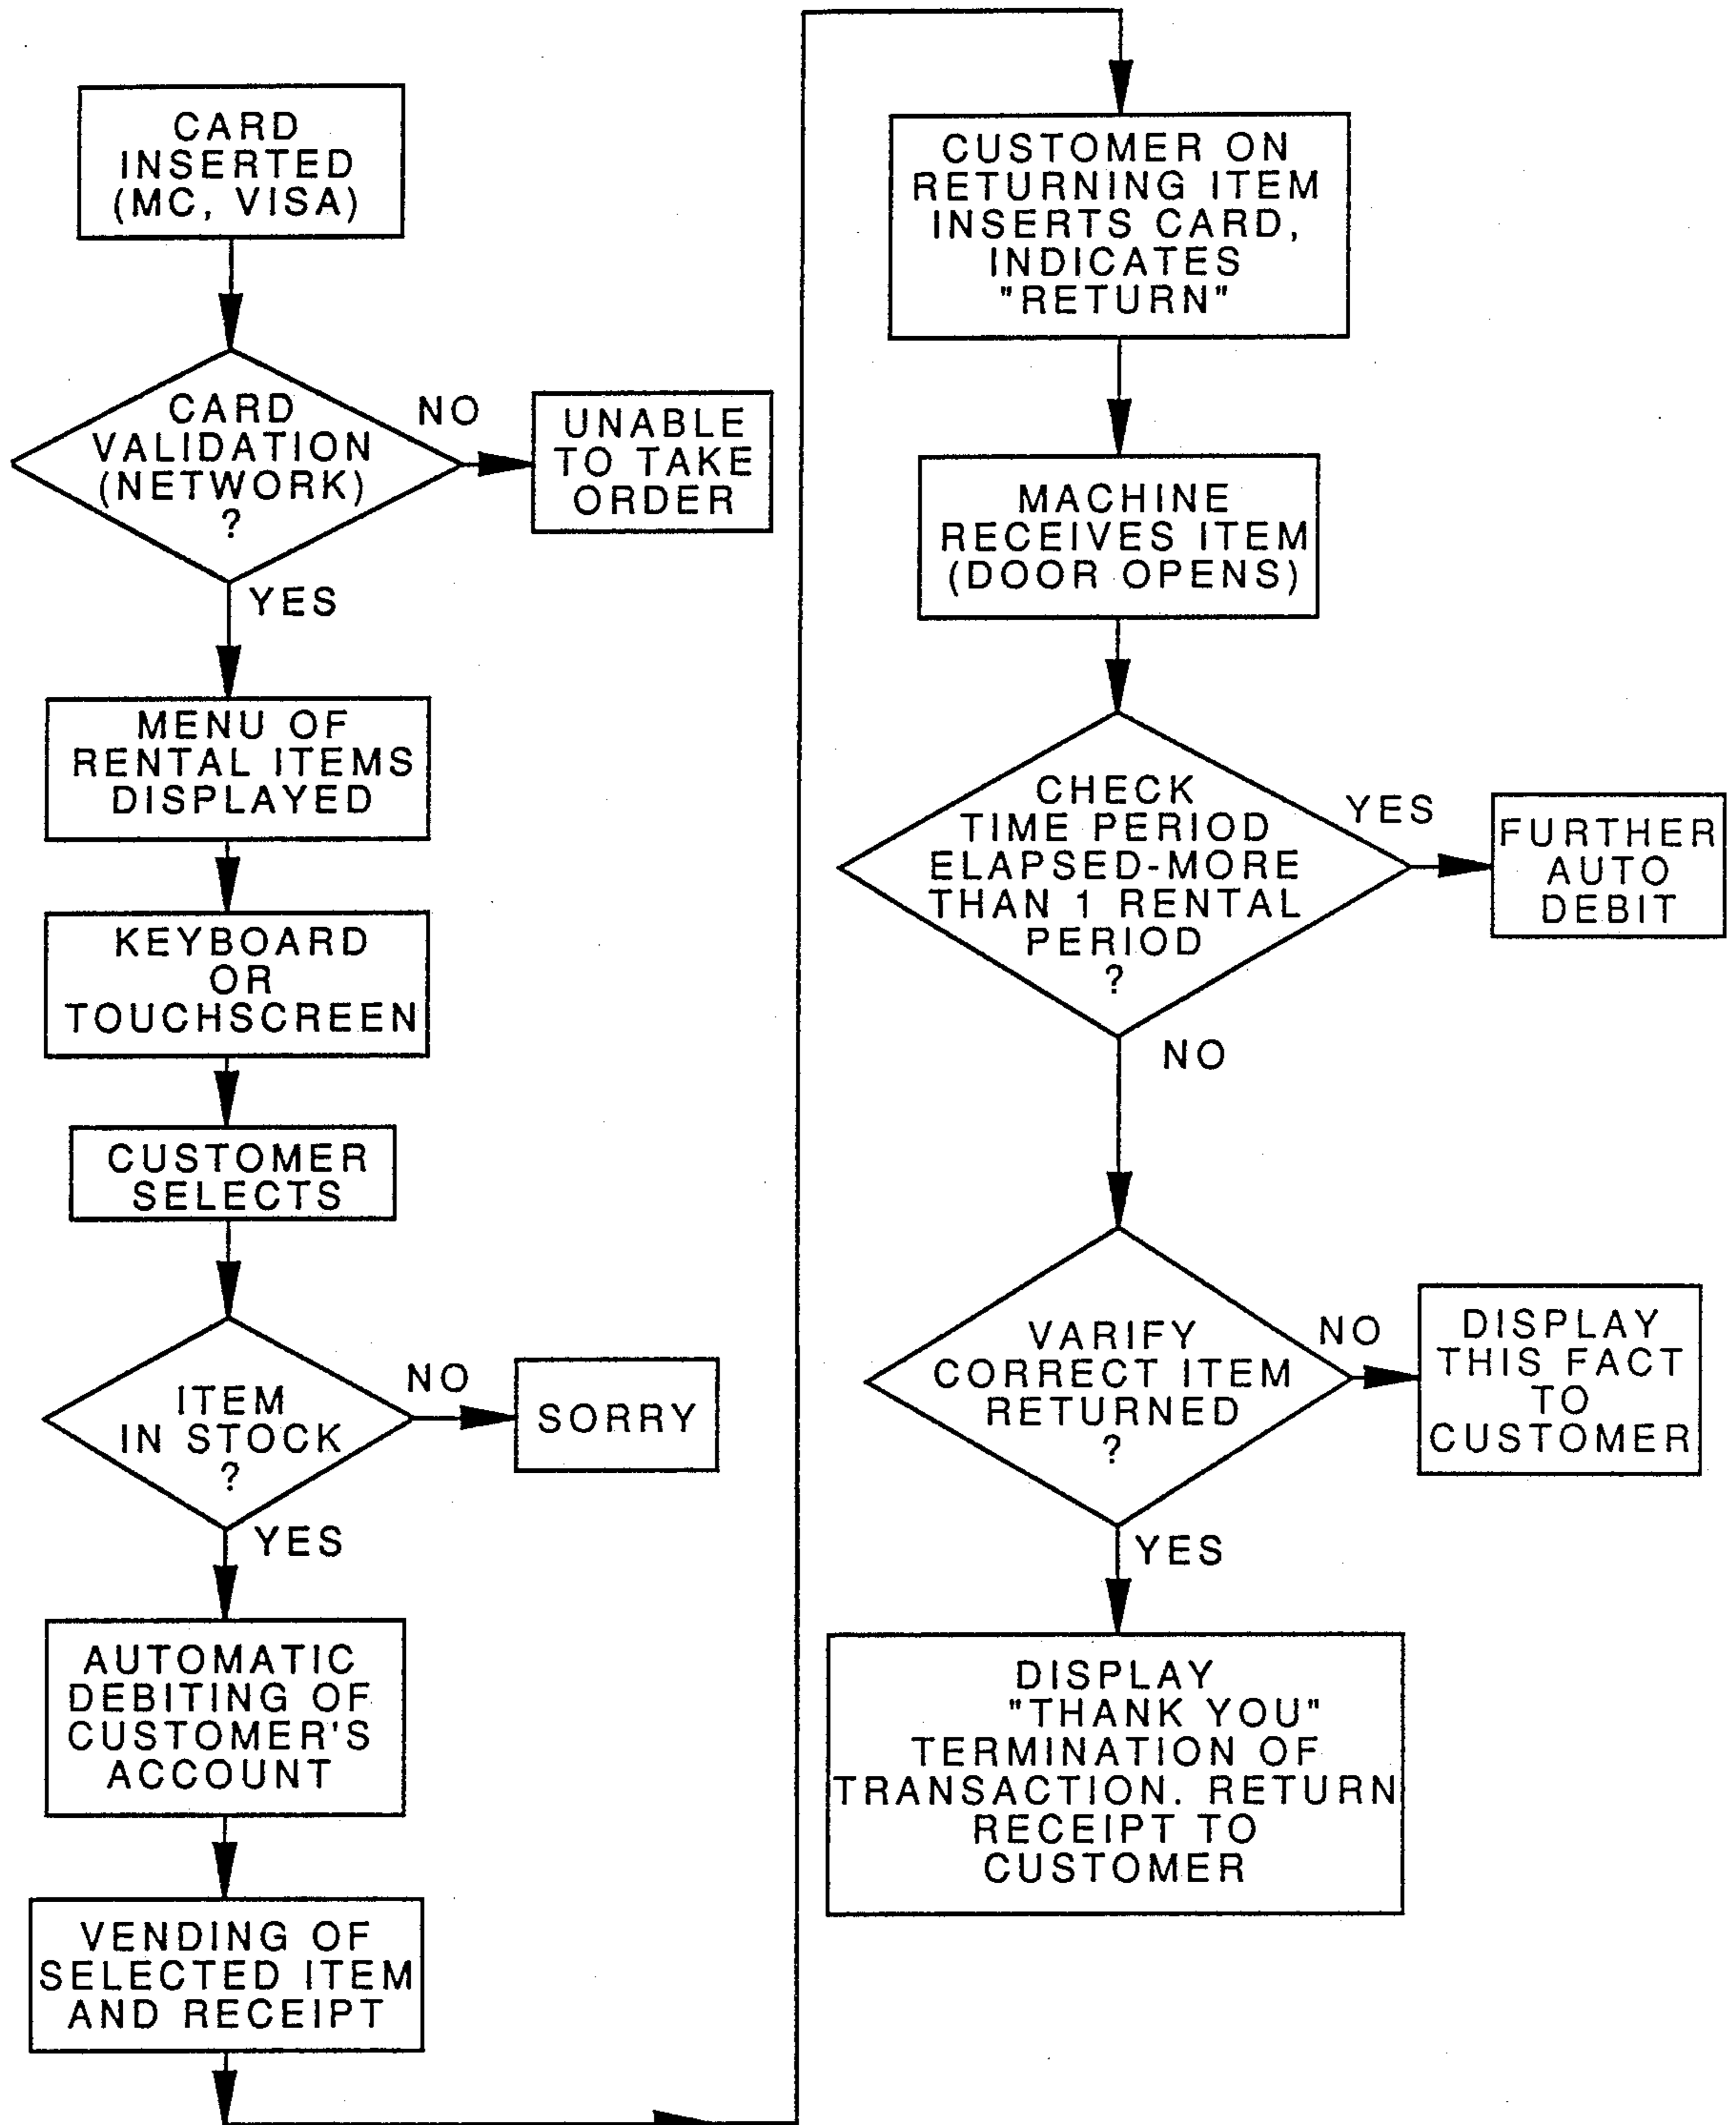 CARD
INSERTED
(MC, VISA)
CARD
VALIDATION
(NETWORK)
?
NO
UNABLE
TO TAKE
ORDER
YES
MENU OF
RENTAL ITEMS
DISPLAYED
KEYBOARD
OR
TOUCHSCREEN
CUSTOMER
SELECTS
ITEM
IN STOCK
?
NO
SORRY
YES
AUTOMATIC
DEBITING OF
CUSTOMER'S
ACCOUNT
VENDING OF
SELECTED ITEM
AND RECEIPT
CUSTOMER ON
RETURNING ITEM
INSERTS CARD,
INDICATES
"RETURN"
MACHINE
RECEIVES ITEM
(DOOR OPENS)
CHECK
TIME PERIOD
ELAPSED-MORE
THAN 1 RENTAL
PERIOD
?
YES
FURTHER
AUTO
DEBIT
NO
VARIFY
CORRECT ITEM
RETURNED
?
NO
DISPLAY
THIS FACT
TO
CUSTOMER
YES
DISPLAY
"THANK YOU"
TERMINATION OF
TRANSACTION. RETURN
RECEIPT TO
CUSTOMER